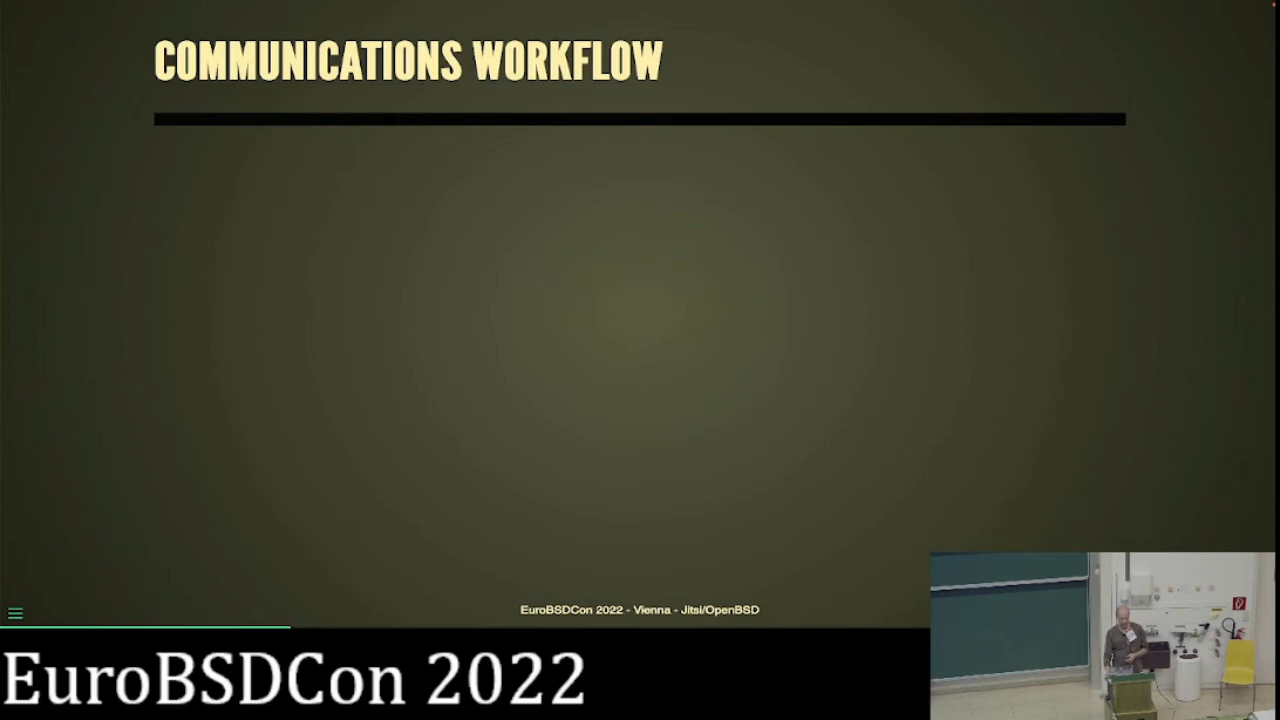 COMMUNICATIONS WORKFLOW
EuroBSDCon 2022 - Vienna - Jitsi/OpenBSD
EuroBSDCon 2022